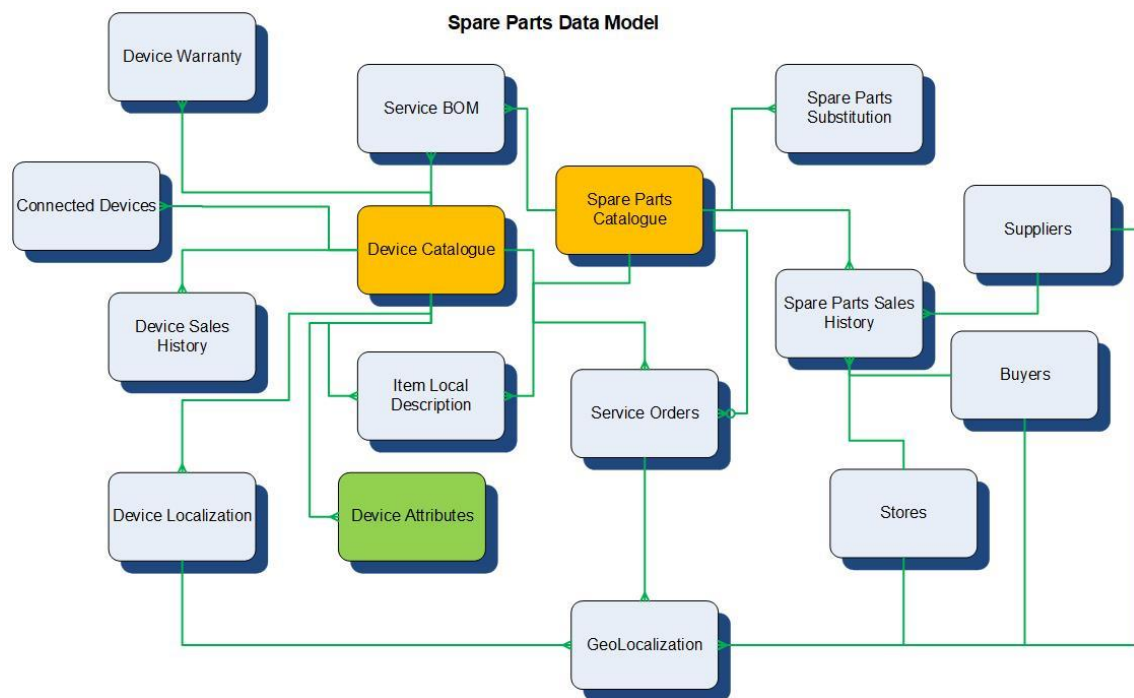 Spare Parts Data Model
Device Warranty
Service BOM
Spare Parts
Substitution
Connected Devices
Spare Parts
Catalogue
Suppliers
Device Catalogue
Device Sales
History
Spare Parts Sales
History
Item Local
Description
Service Orders
Buyers
Device Localization
Device Attributes
Stores
GeoLocalization